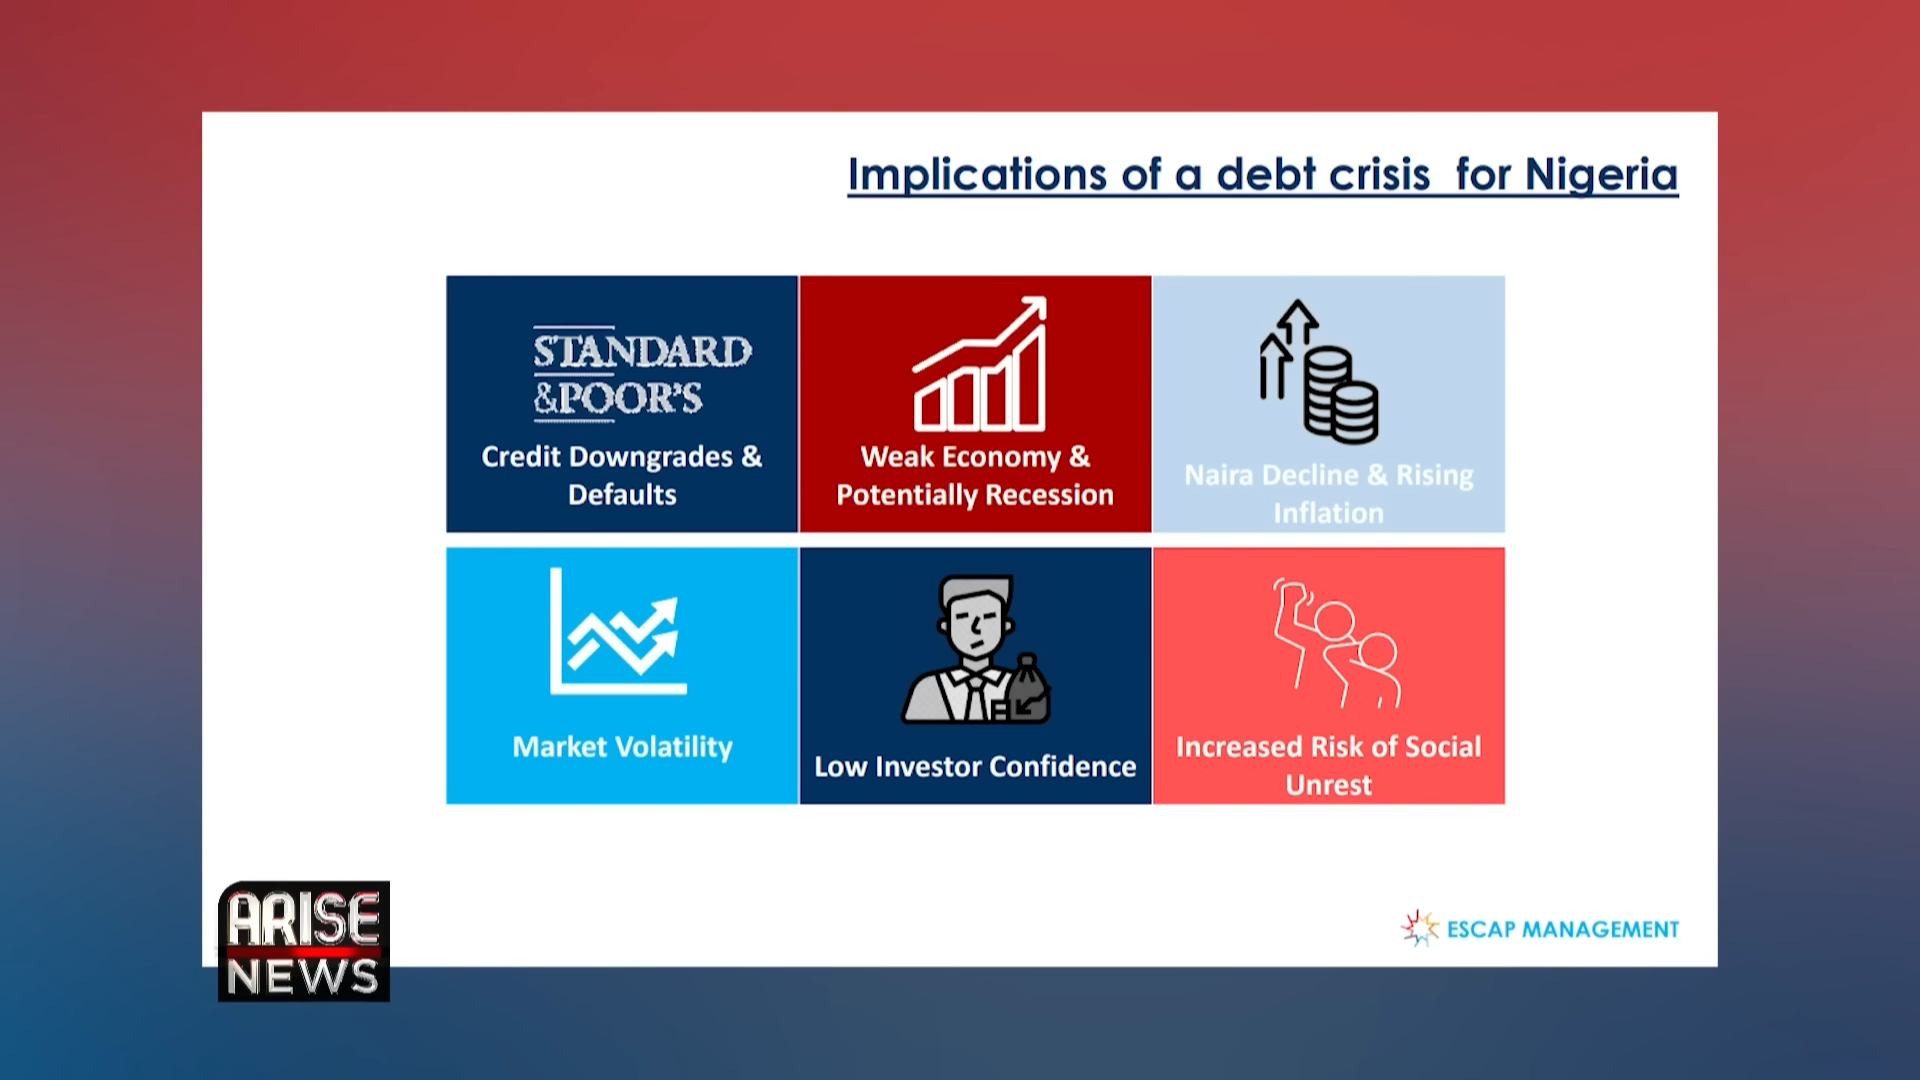 Implications of a debt crisis  for Nigeria
STANDARD
&POOR'S
Credit Downgrades &
Defaults
Weak Economy &
Potentially Recession
Naira Decline & Rising
Inflation
Market Volatility
Low Investor Confidence
Increased Risk of Social
Unrest
ARISE
NEWS
ESCAP MANAGEMENT